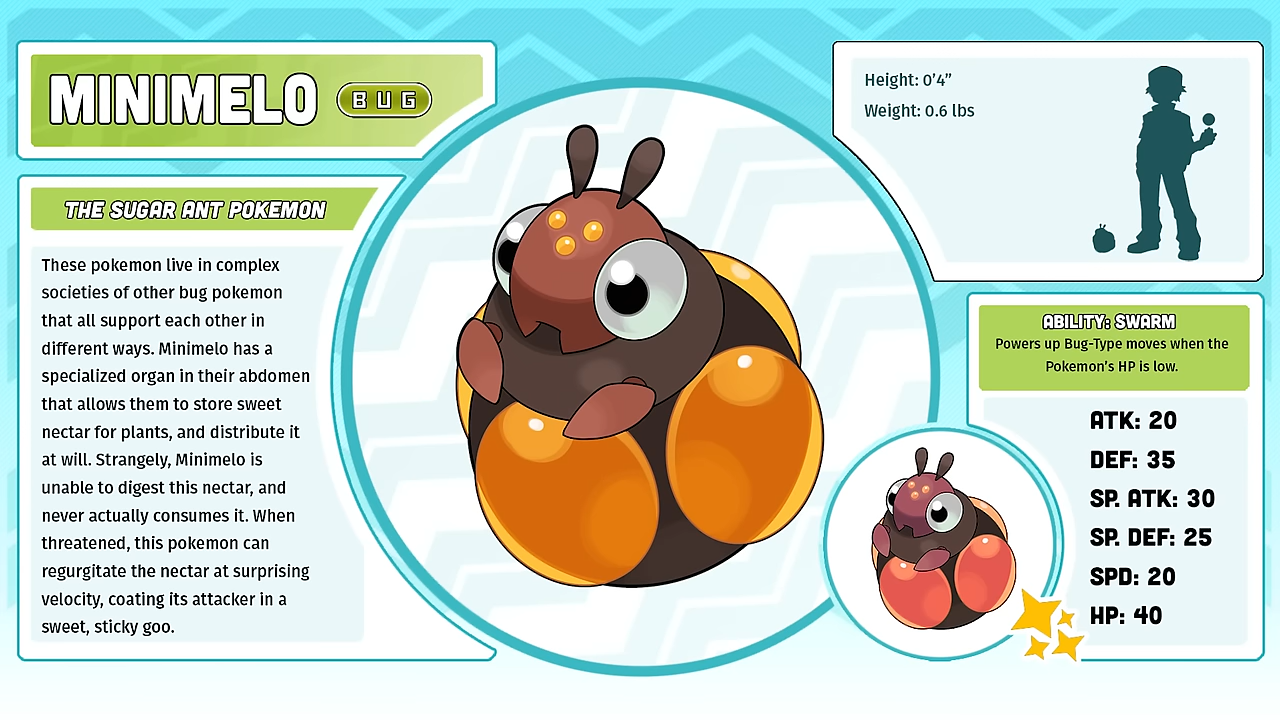 MINIMELO
BUG
THE SUGAR ANT POKEMON
These pokemon live in complex
societies of other bug pokemon
that all support each other in
different ways. Minimelo has a
specialized organ in their abdomen
that allows them to store sweet
nectar for plants, and distribute it
at will. Strangely, Minimelo is
unable to digest this nectar, and
never actually consumes it. When
threatened, this pokemon can
regurgitate the nectar at surprising
velocity, coating its attacker in a
sweet, sticky goo.
Height: 0’4”
Weight: 0.6 lbs
ABILITY: SWARM
Powers up Bug-Type moves when the
Pokemon’s HP is low.
ATK: 20
DEF: 35
SP. ATK: 30
SP. DEF: 25
SPD: 20
HP: 40